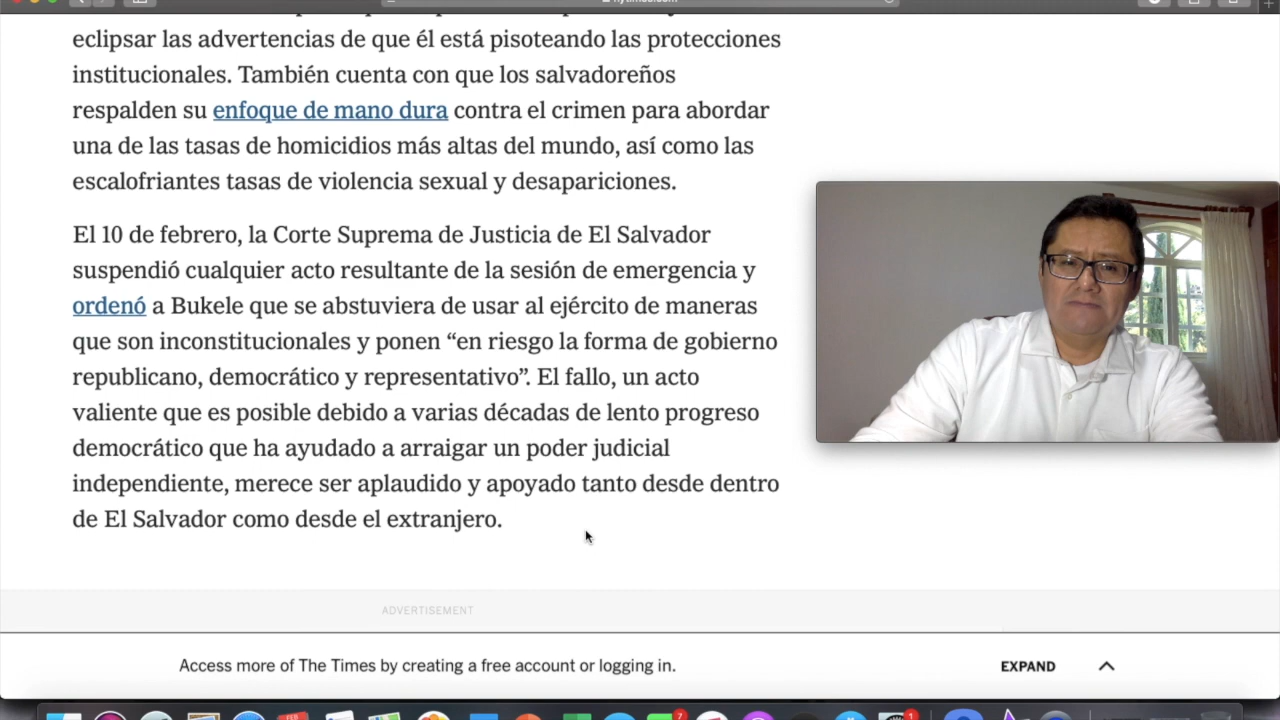 eclipsar las advertencias de que él está pisoteando las protecciones
institucionales. También cuenta con que los salvadoreños
respalden su enfoque de mano dura contra el crimen para abordar
una de las tasas de homicidios más altas del mundo, así como las
escalofriantes tasas de violencia sexual y desapariciones.
El 10 de febrero, la Corte Suprema de Justicia de El Salvador
suspendió cualquier acto resultante de la sesión de emergencia y
ordenó a Bukele que se abstuviera de usar al ejército de maneras
que son inconstitucionales y ponen “en riesgo la forma de gobierno
republicano, democrático y representativo”. El fallo, un acto
valiente que es posible debido a varias décadas de lento progreso
democrático que ha ayudado a arraigar un poder judicial
independiente, merece ser aplaudido y apoyado tanto desde dentro
de El Salvador como desde el extranjero.
ADVERTISEMENT
Access more of The Times by creating a free account or logging in.
EXPAND
7
1